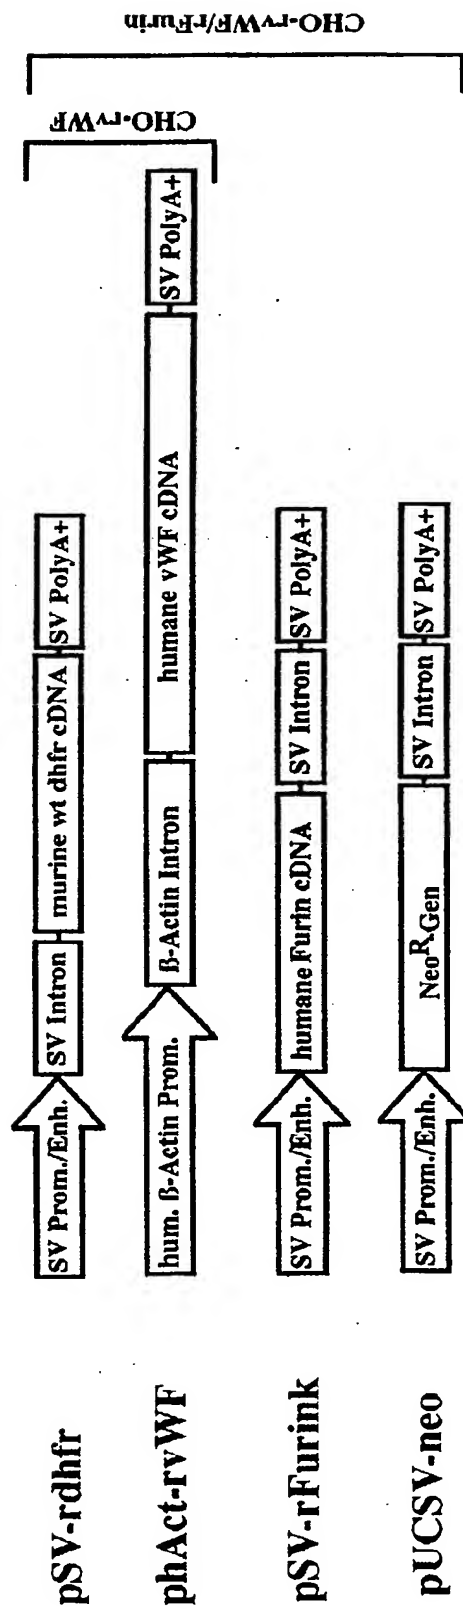 pSV-rdhfr
SV Prom./Enh.
SV Intron
murine wt dhfr cDNA
SV PolyA+
phAct-rvWF
hum. ß-Actin Prom.
ß-Actin Intron
humane vWF cDNA
SV PolyA+
CHO-rvWF
pSV-rFurink
SV Prom./Enh.
humane Furin cDNA
SV Intron
SV PolyA+
pUCSV-neo
SV Prom./Enh.
Neo^R-Gen
SV Intron
SV PolyA+
CHO-rvWF/rFurin